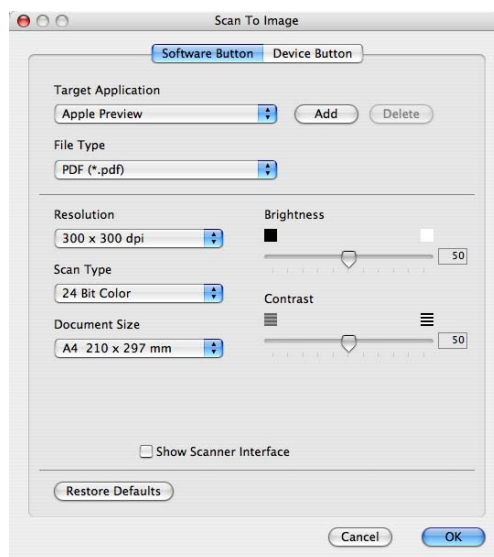 Scan To Image
Software Button Device Button
Target Application
Apple Preview Add Delete
File Type
PDF (*.pdf)
Resolution Brightness
300 x 300 dpi
50
Scan Type
24 Bit Color
Contrast
Document Size
A4 210 x 297 mm 50
Show Scanner Interface
Restore Defaults
Cancel OK